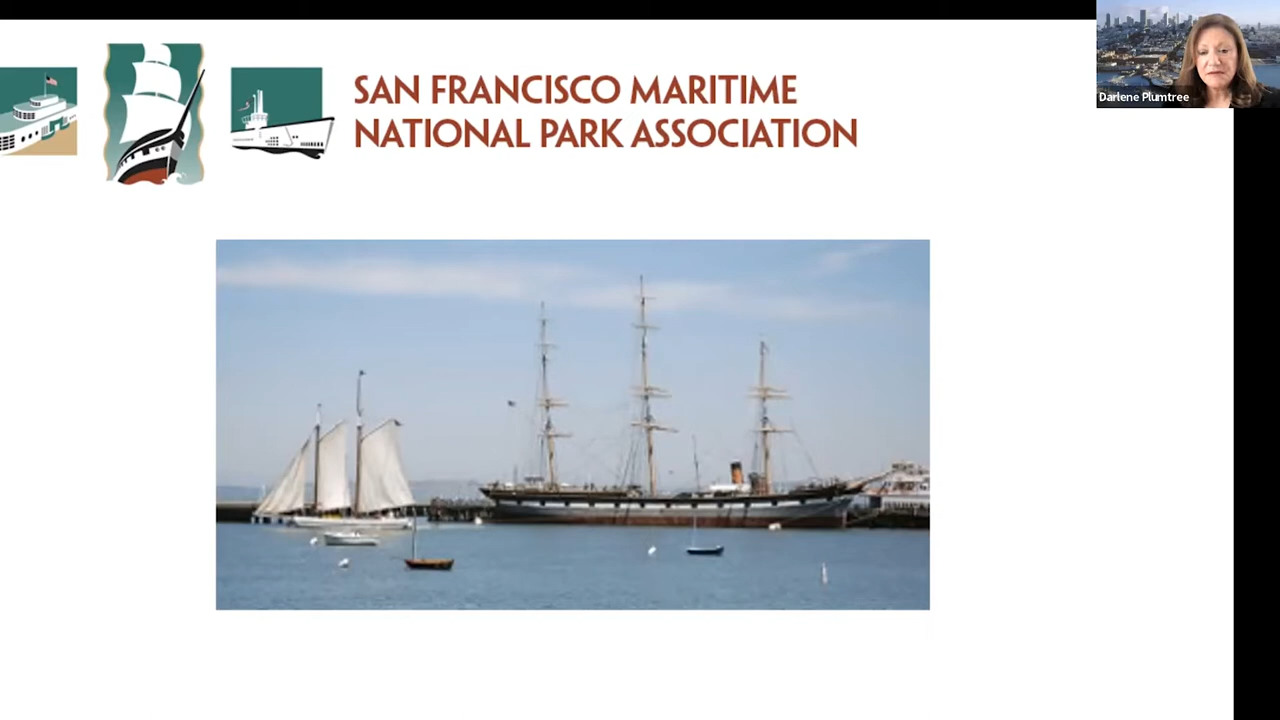 SAN FRANCISCO MARITIME
NATIONAL PARK ASSOCIATION
Darlene Plumtree